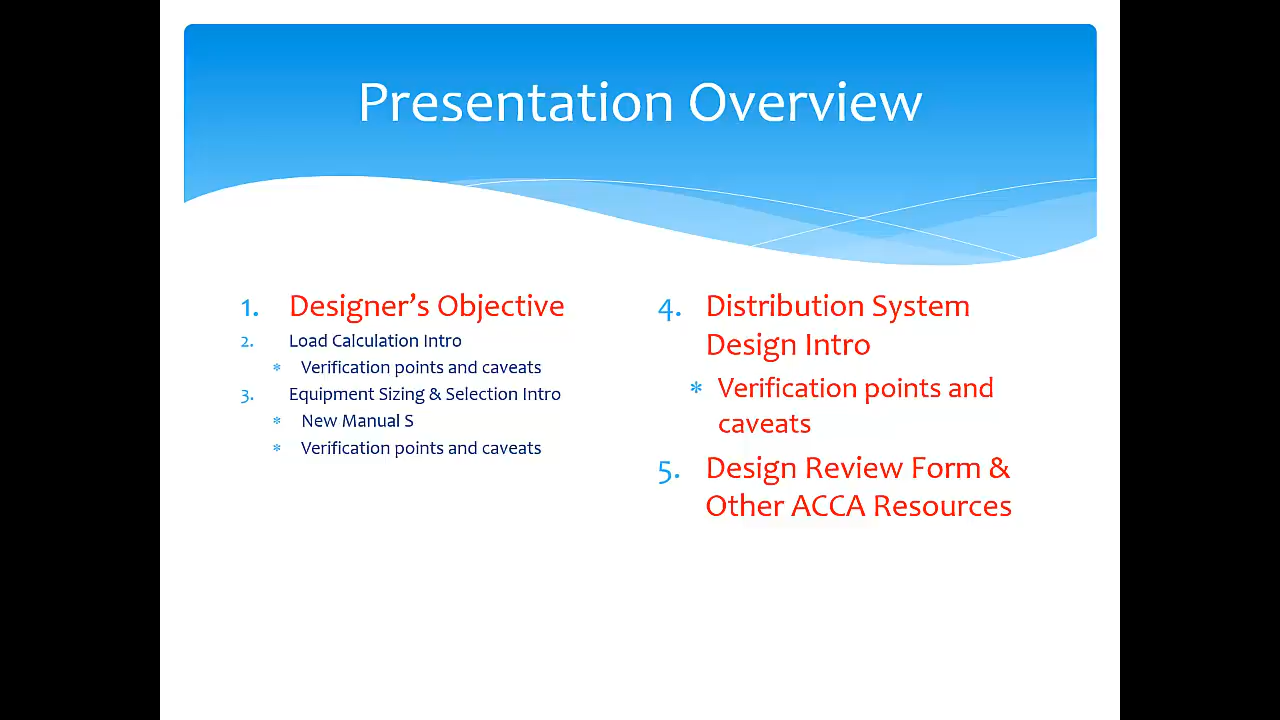 Presentation Overview
1. Designer’s Objective
2. Load Calculation Intro
* Verification points and caveats
3. Equipment Sizing & Selection Intro
* New Manual S
* Verification points and caveats
4. Distribution System
Design Intro
* Verification points and
caveats
5. Design Review Form &
Other ACCA Resources